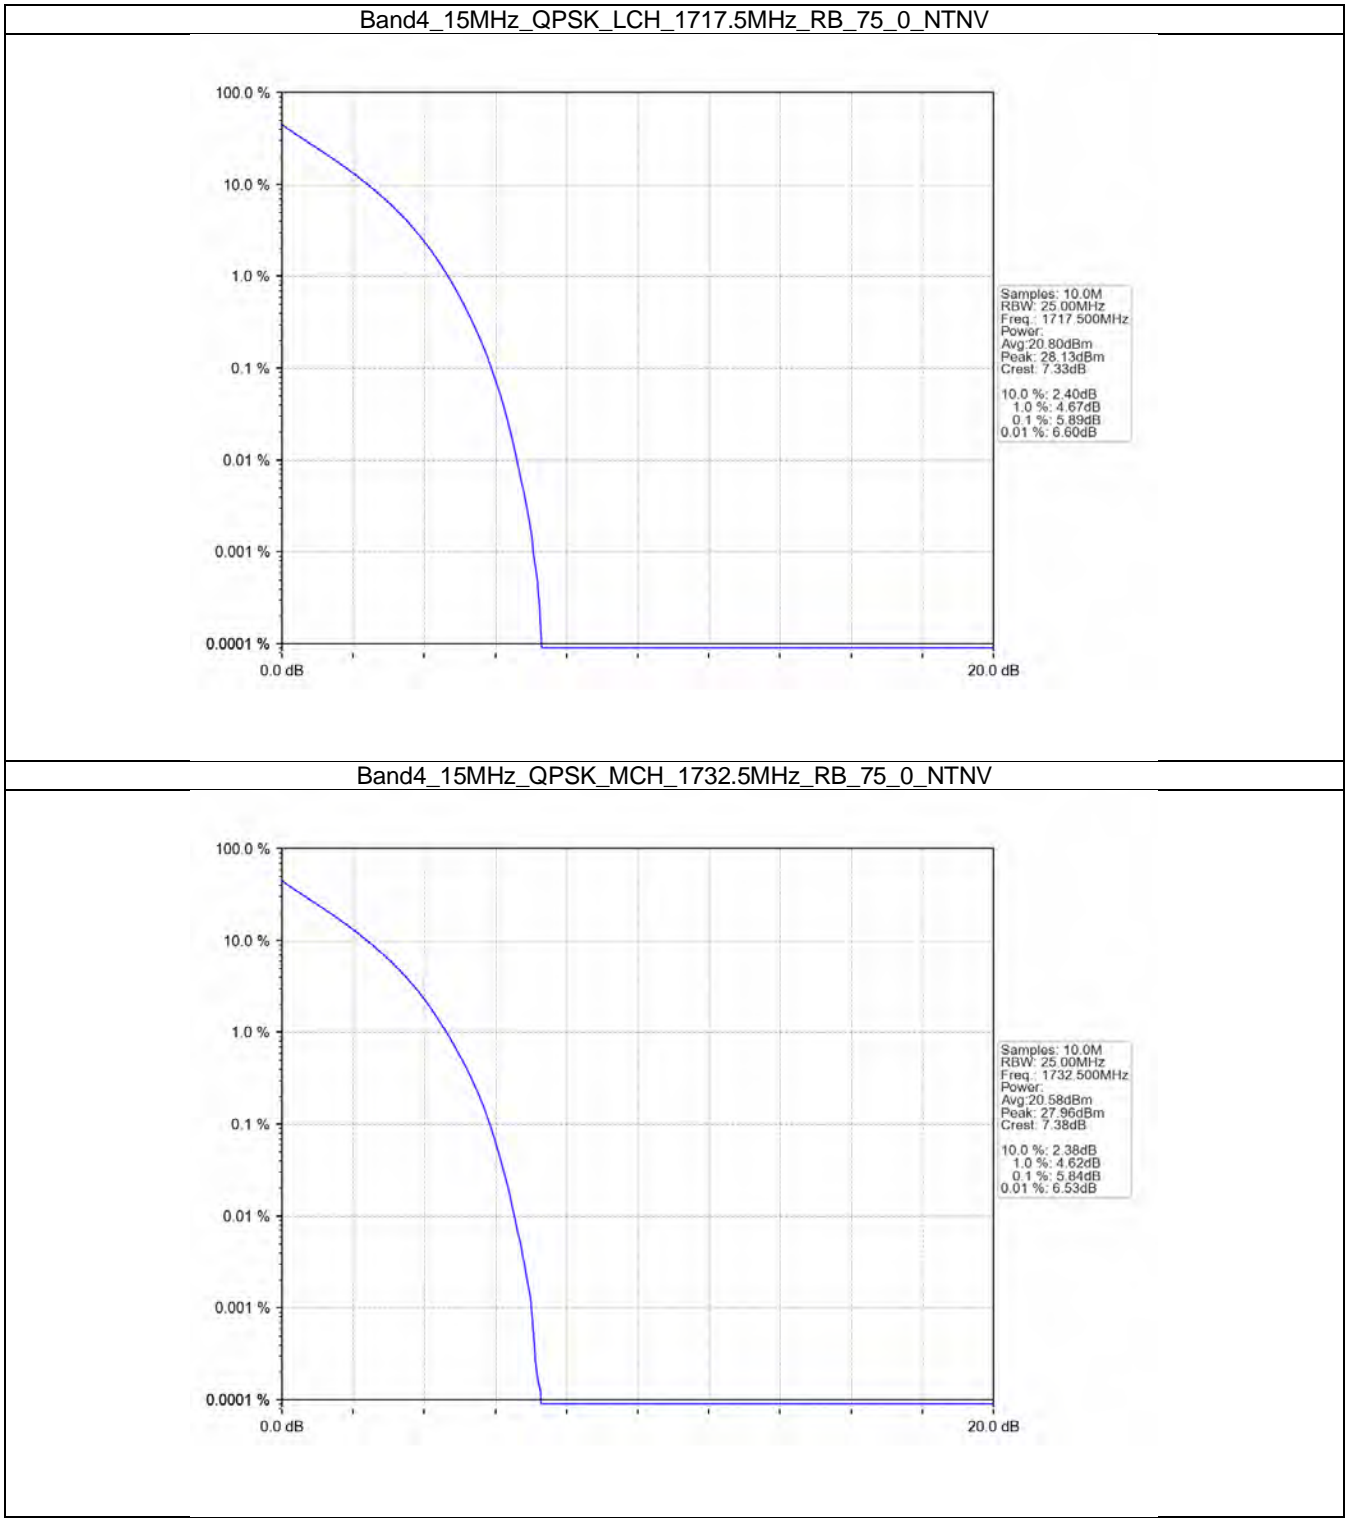 Band4_15MHz_QPSK_LCH_1717.5MHz_RB_75_0_NTNV
100.0 %
10.0 %
1.0 %
0.1 %
0.01 %
0.001 %
0.0001 %
0.0 dB
20.0 dB
Samples: 10.0M
RBW: 25.00MHz
Freq.: 1717.500MHz
Power:
Avg:20.80dBm
Peak: 28.13dBm
Crest: 7.33dB
10.0 %: 2.40dB
1.0 %: 4.67dB
0.1 %: 5.89dB
0.01 %: 6.60dB
Band4_15MHz_QPSK_MCH_1732.5MHz_RB_75_0_NTNV
100.0 %
10.0 %
1.0 %
0.1 %
0.01 %
0.001 %
0.0001 %
0.0 dB
20.0 dB
Samples: 10.0M
RBW: 25.00MHz
Freq.: 1732.500MHz
Power:
Avg:20.58dBm
Peak: 27.96dBm
Crest: 7.38dB
10.0 %: 2.38dB
1.0 %: 4.62dB
0.1 %: 5.84dB
0.01 %: 6.53dB